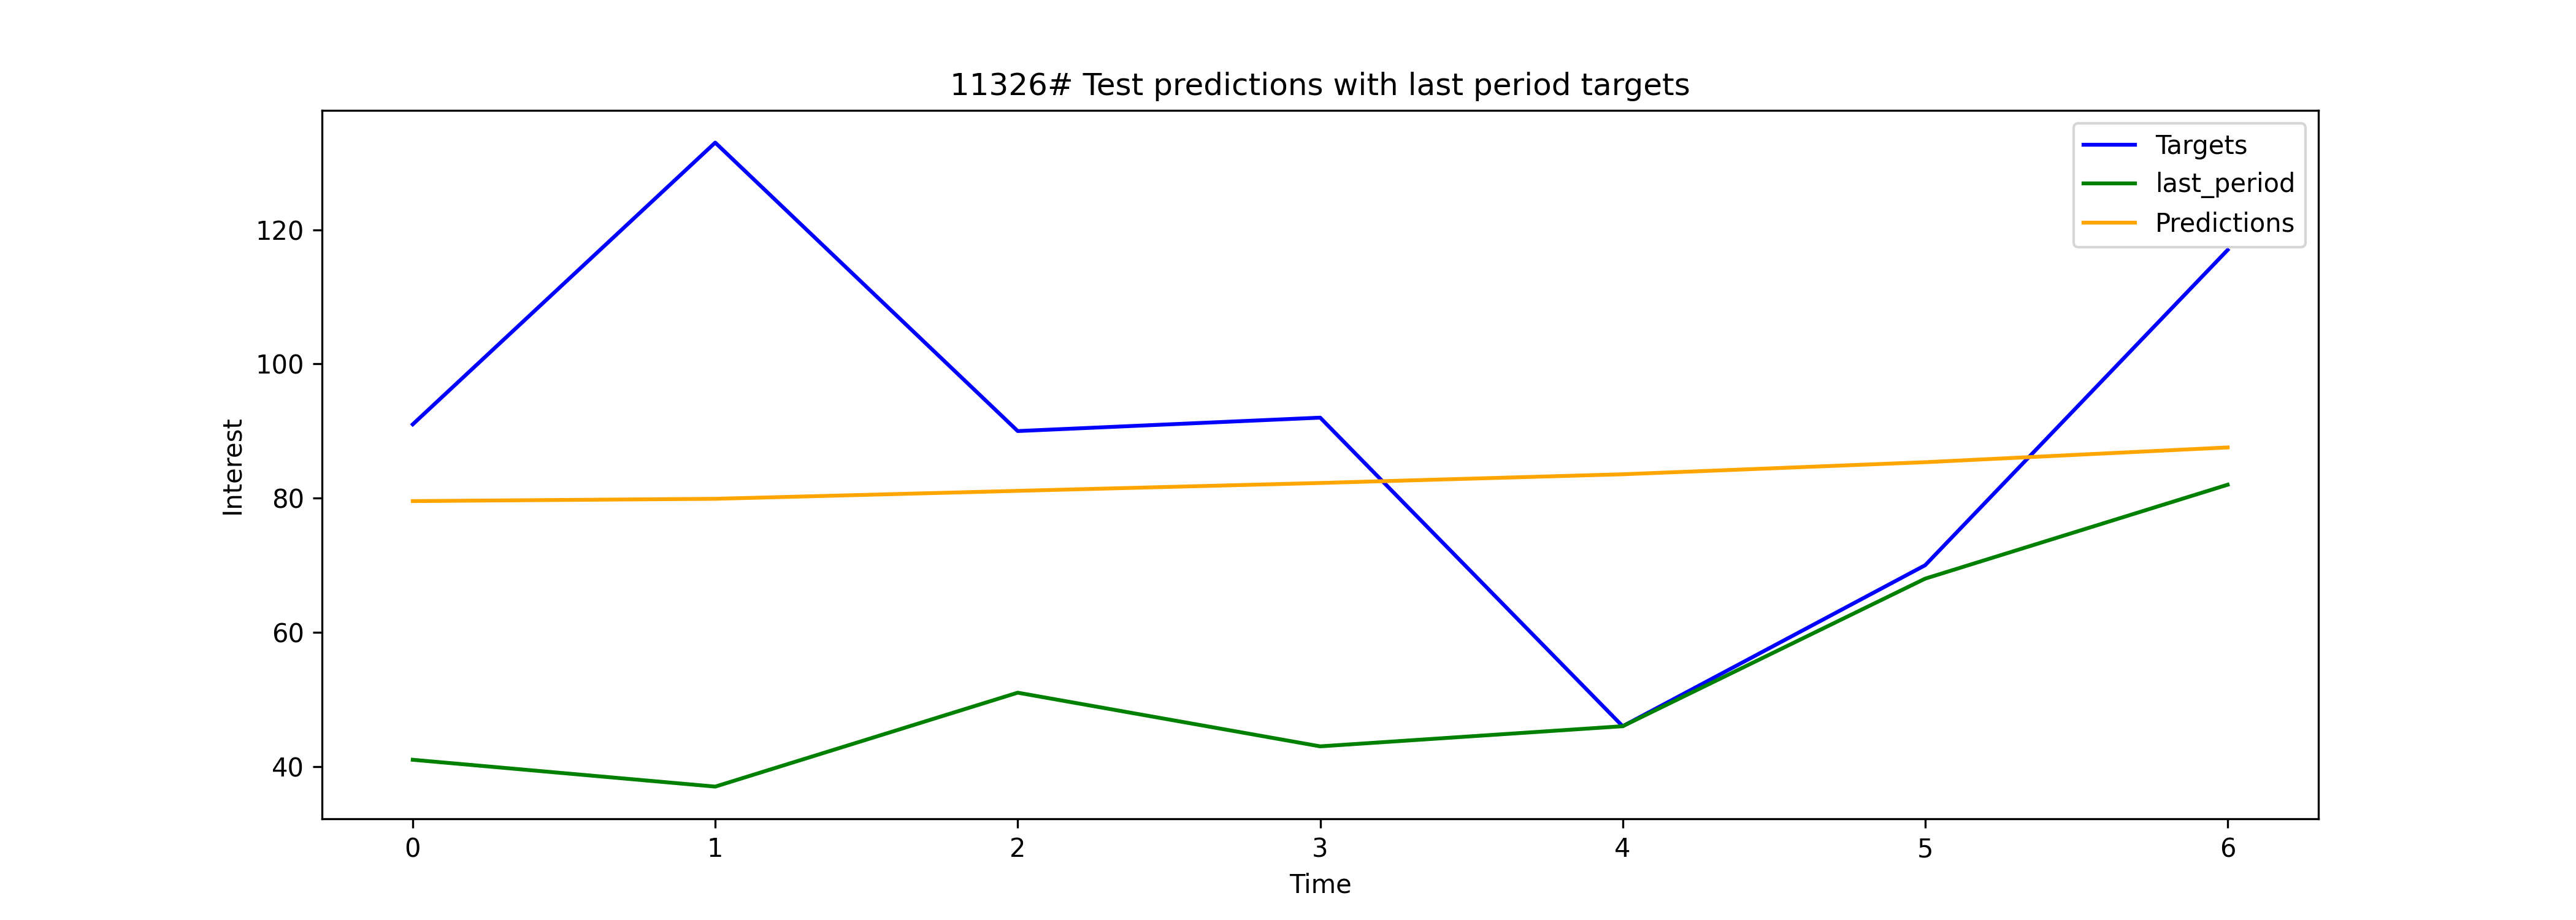 11326# Test predictions with last period targets
Targets
last_period
Predictions
120
100
80
60
40
Interest
0 1 2 3 4 5 6
Time